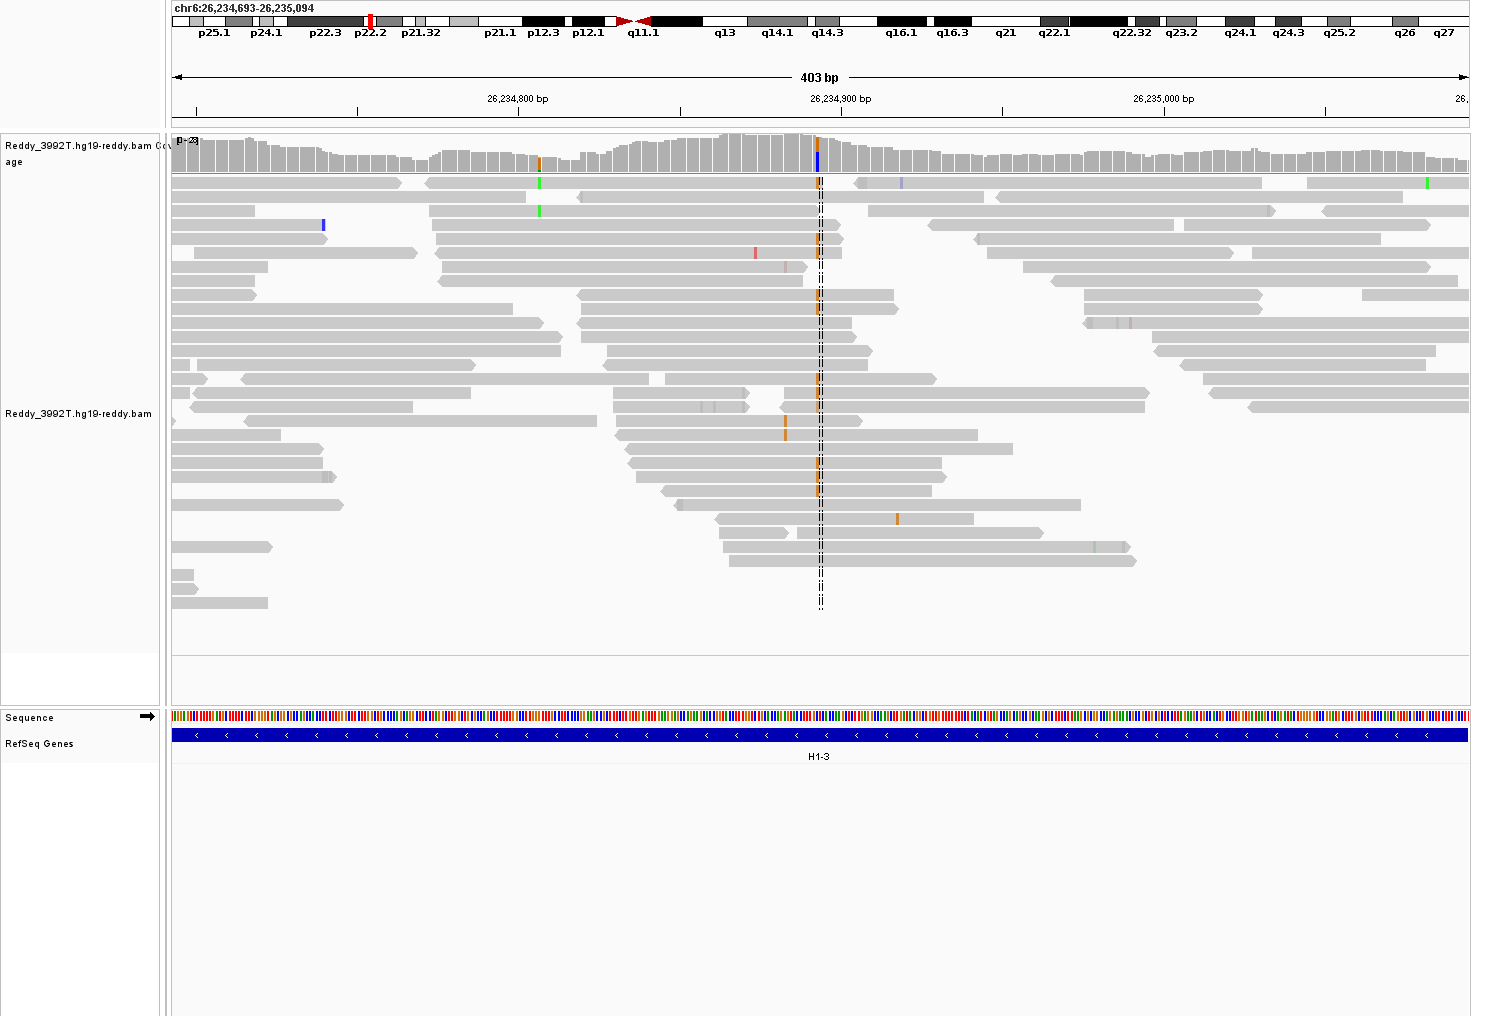 chr6:26,234,693-26,235,094
p25.1 p24.1 p22.3 p22.2 p21.32 p21.1 p12.3 p12.1 q11.1 q13 q14.1 q14.3 q16.1 q16.3 q21 q22.1 q22.32 q23.2 q24.1 q24.3 q25.2 q26 q27
403 bp
26,234,800 bp 26,234,900 bp 26,235,000 bp 26,
Reddy_3992T.hg19-reddy.bam Cov
age
Reddy_3992T.hg19-reddy.bam
Sequence
RefSeq Genes
H1-3